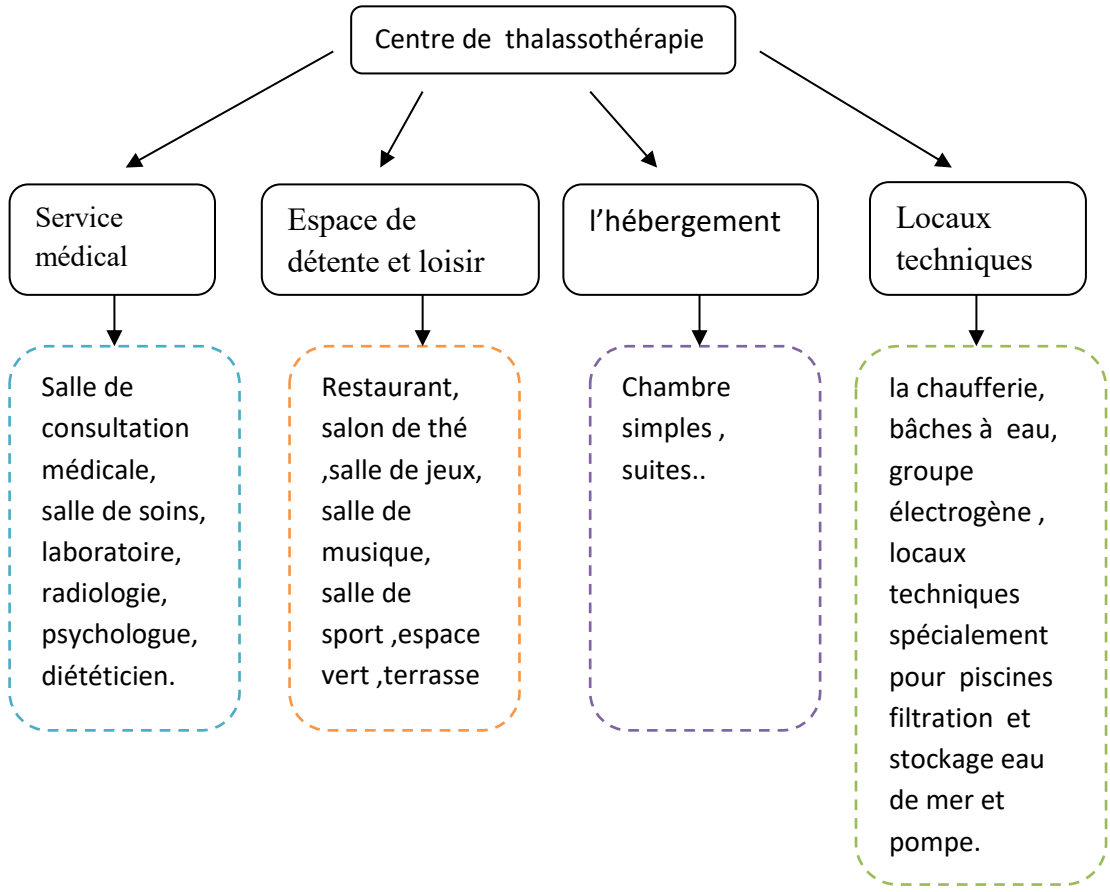 Centre de  thalassothérapie
Service
médical
Espace de
détente et loisir
l’hébergement
Locaux
techniques
Salle de
consultation
médicale,
salle de soins,
laboratoire,
radiologie,
psychologue,
diététicien.
Restaurant,
salon de thé
,salle de jeux,
salle de
musique,
salle de
sport ,espace
vert ,terrasse
Chambre
simples ,
suites..
la chaufferie,
bâches à  eau,
groupe
électrogène ,
locaux
techniques
spécialement
pour  piscines
filtration  et
stockage eau
de mer et
pompe.